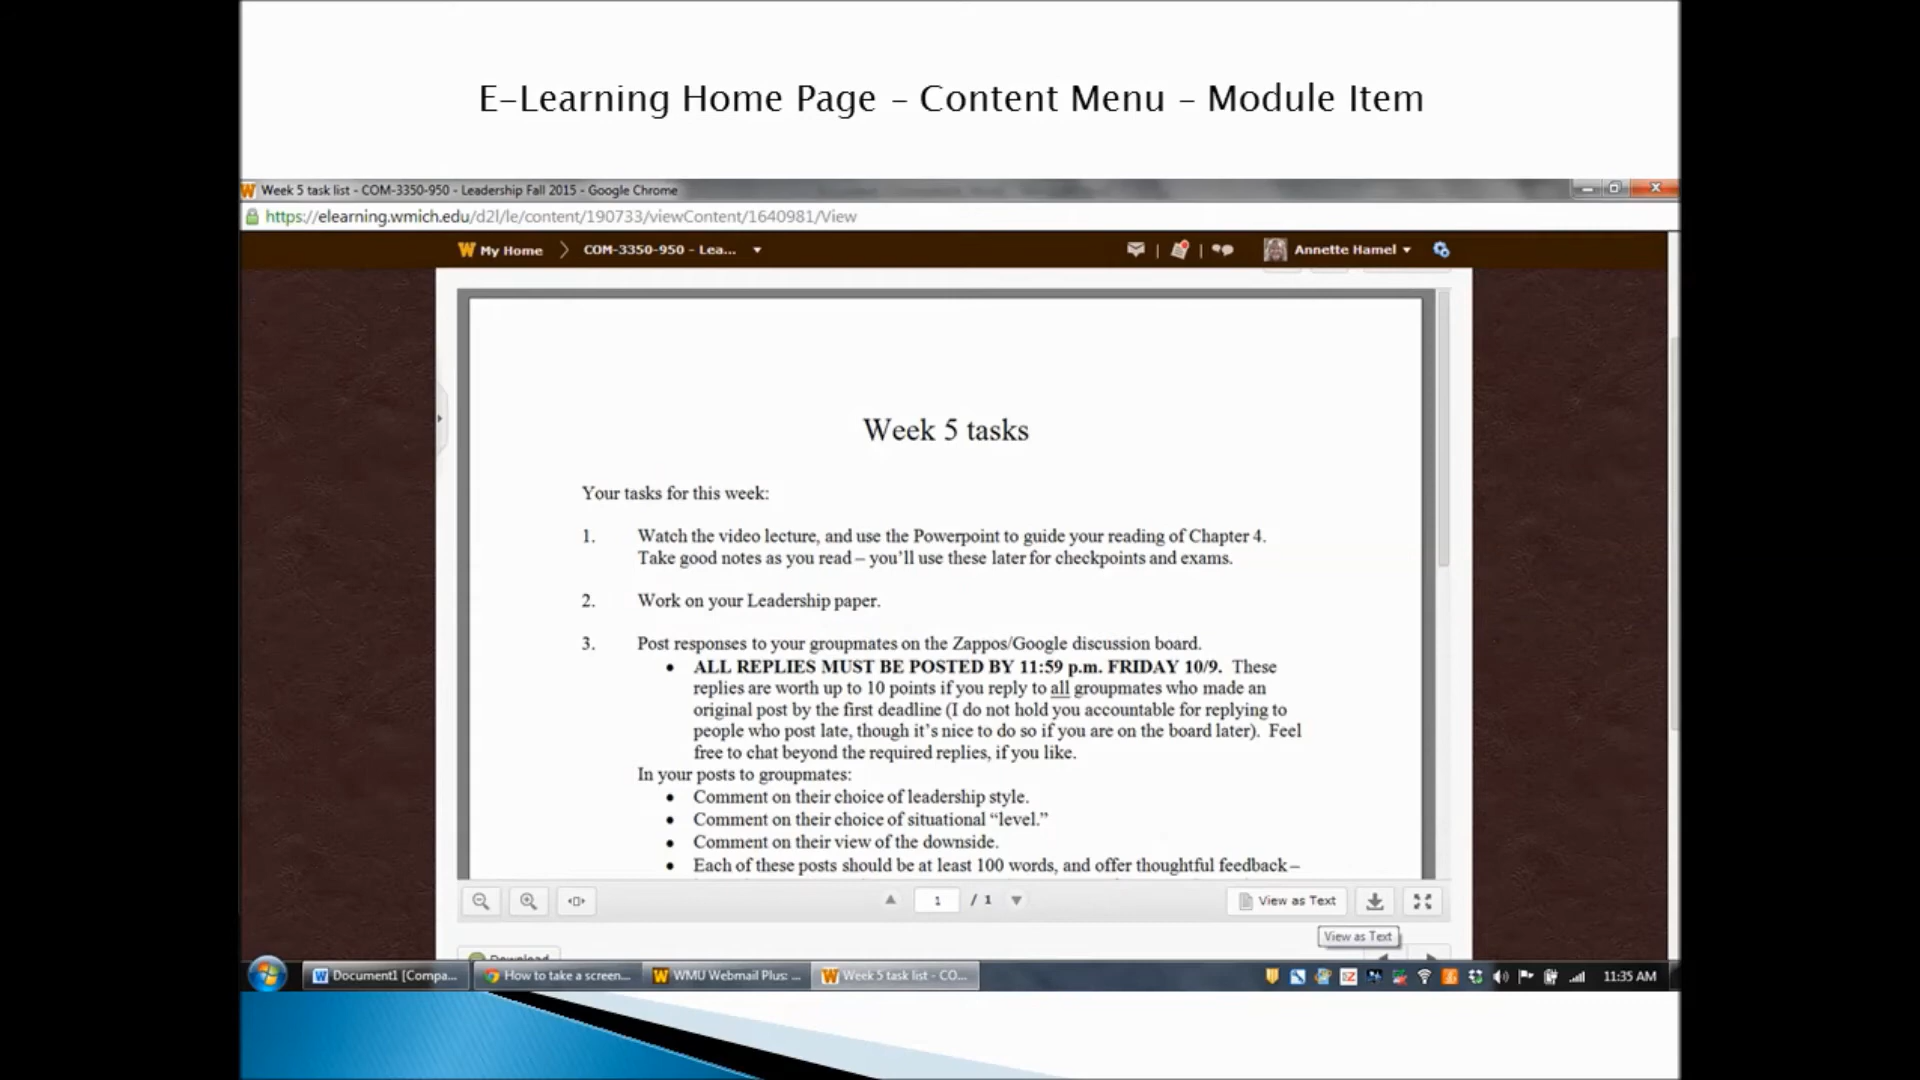 E-Learning Home Page - Content Menu - Module Item
Week 5 task list - COM-3350-950 - Leadership Fall 2015 - Google Chrome
https://elearning.wmich.edu/d2l/le/content/190733/viewContent/1640981/View
My Home
COM-3350-950 - Lea...
Annette Hamel
Week 5 tasks
Your tasks for this week:
1. Watch the video lecture, and use the Powerpoint to guide your reading of Chapter 4.
Take good notes as you read – you'll use these later for checkpoints and exams.
2. Work on your Leadership paper.
3. Post responses to your groupmates on the Zappos/Google discussion board.
• ALL REPLIES MUST BE POSTED BY 11:59 p.m. FRIDAY 10/9. These
replies are worth up to 10 points if you reply to all groupmates who made an
original post by the first deadline (I do not hold you accountable for replying to
people who post late, though it's nice to do so if you are on the board later). Feel
free to chat beyond the required replies, if you like.
In your posts to groupmates:
• Comment on their choice of leadership style.
• Comment on their choice of situational “level.”
• Comment on their view of the downside.
• Each of these posts should be at least 100 words, and offer thoughtful feedback–
1 / 1
View as Text
View as Text
Download
Document1 [Compa...
How to take a screen...
WMU Webmail Plus: ...
Week 5 task list - CO...
11:35 AM